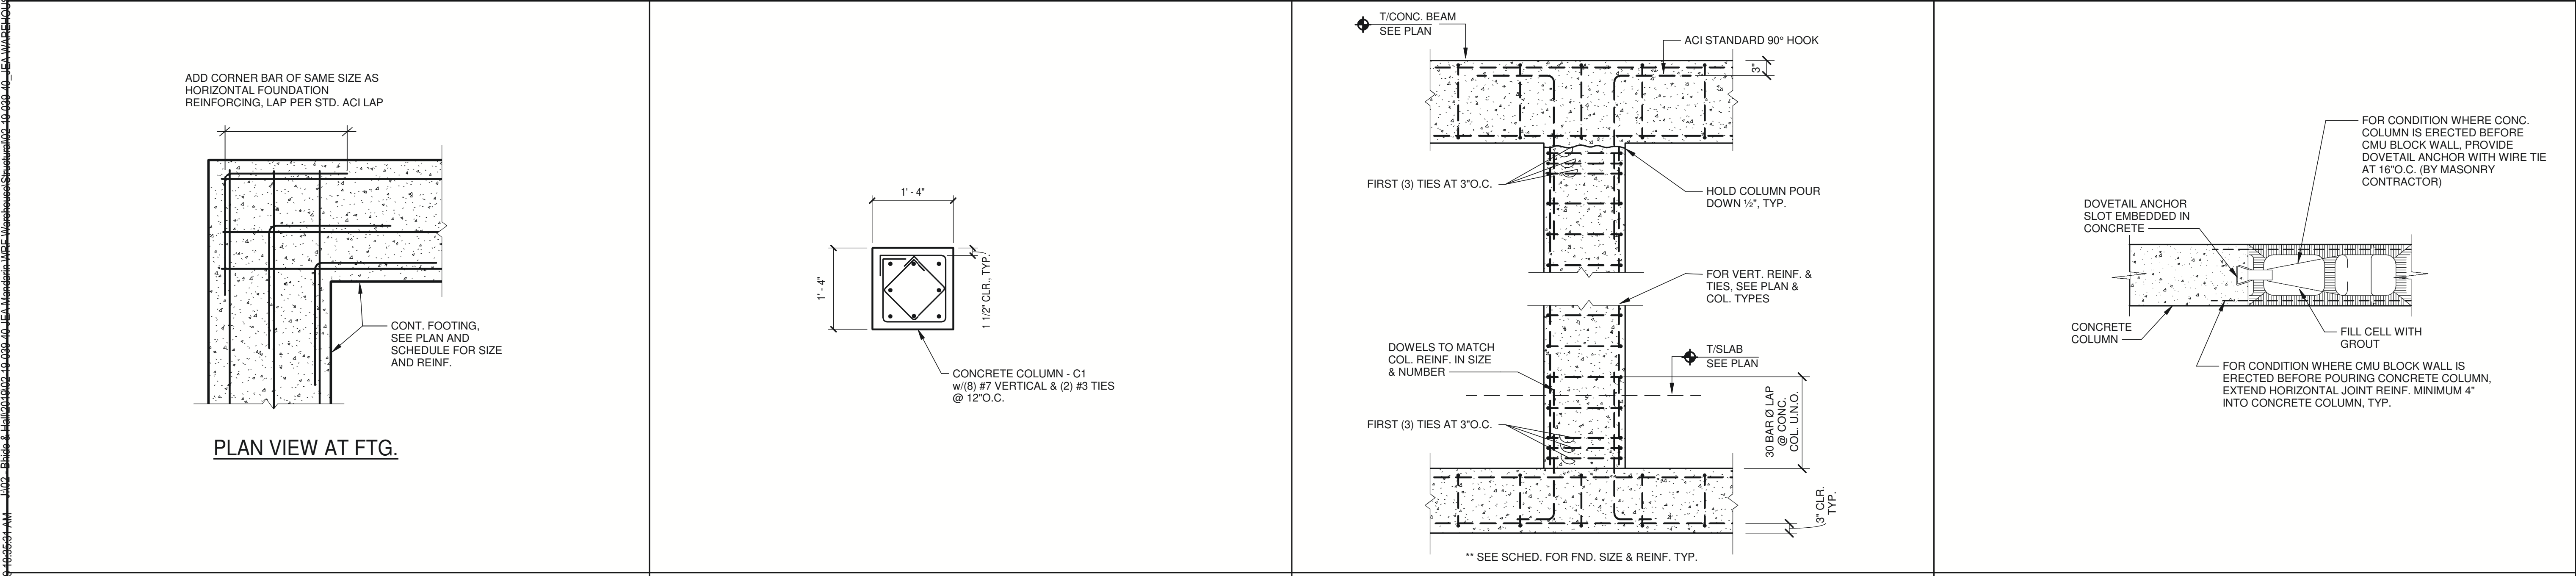 ADD CORNER BAR OF SAME SIZE AS
HORIZONTAL FOUNDATION
REINFORCING, LAP PER STD. ACI LAP
CONT. FOOTING,
SEE PLAN AND
SCHEDULE FOR SIZE
AND REINF.
PLAN VIEW AT FTG.
1' - 4"
1' - 4"
1 1/2" CLR., TYP.
CONCRETE COLUMN - C1
w/(8) #7 VERTICAL & (2) #3 TIES
@ 12"O.C.
T/CONC. BEAM
SEE PLAN
ACI STANDARD 90° HOOK
3"
FIRST (3) TIES AT 3"O.C.
HOLD COLUMN POUR
DOWN ½", TYP.
FOR VERT. REINF. &
TIES, SEE PLAN &
COL. TYPES
DOWELS TO MATCH
COL. REINF. IN SIZE
& NUMBER
T/SLAB
SEE PLAN
FIRST (3) TIES AT 3"O.C.
30 BAR Ø LAP
@ CONC.
COL. U.N.O.
3" CLR.
TYP.
** SEE SCHED. FOR FND. SIZE & REINF. TYP.
FOR CONDITION WHERE CONC.
COLUMN IS ERECTED BEFORE
CMU BLOCK WALL, PROVIDE
DOVETAIL ANCHOR WITH WIRE TIE
AT 16"O.C. (BY MASONRY
CONTRACTOR)
DOVETAIL ANCHOR
SLOT EMBEDDED IN
CONCRETE
CONCRETE
COLUMN
FILL CELL WITH
GROUT
FOR CONDITION WHERE CMU BLOCK WALL IS
ERECTED BEFORE POURING CONCRETE COLUMN,
EXTEND HORIZONTAL JOINT REINF. MINIMUM 4"
INTO CONCRETE COLUMN, TYP.